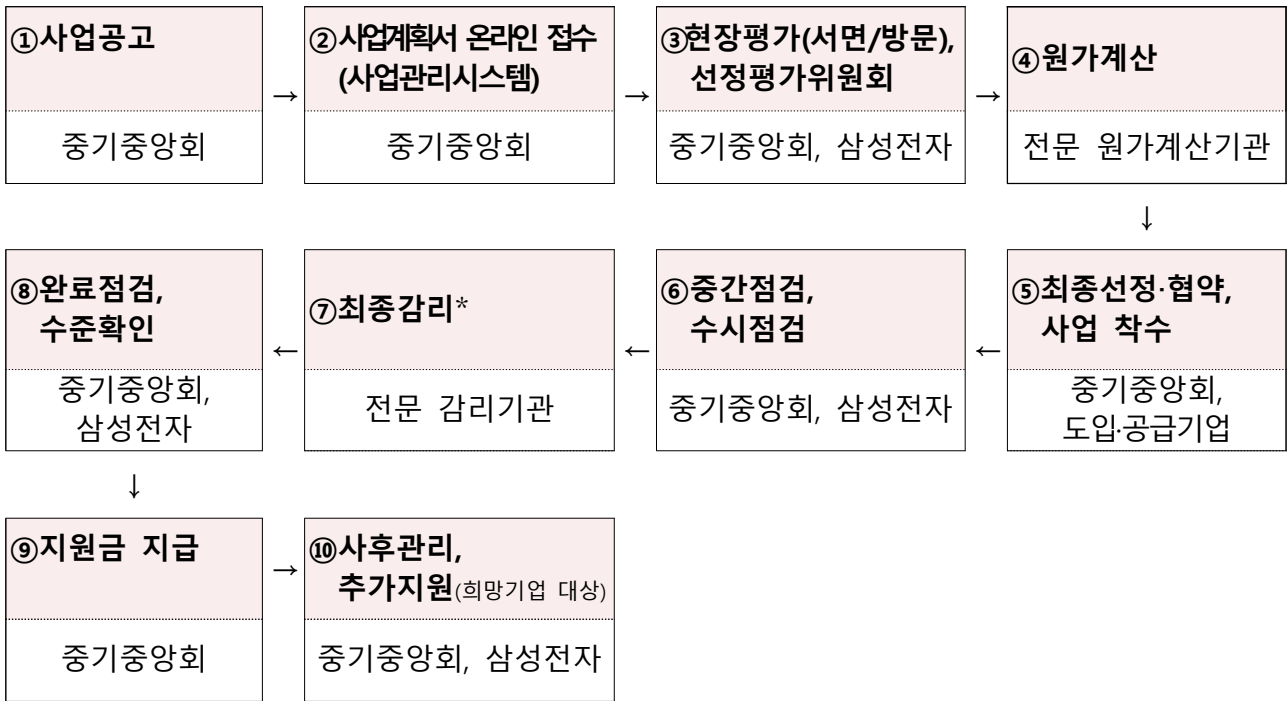 ①사업공고
중기중앙회
→
②사업계획서 온라인 접수
(사업관리시스템)
중기중앙회
→
③현장평가(서면/방문),
선정평가위원회
중기중앙회, 삼성전자
→
④원가계산
전문 원가계산기관
↓
⑤최종선정·협약,
사업 착수
중기중앙회,
도입·공급기업
←
⑥중간점검,
수시점검
중기중앙회, 삼성전자
←
⑦최종감리*
전문 감리기관
←
⑧완료점검,
수준확인
중기중앙회,
삼성전자
↓
⑨지원금 지급
중기중앙회
→
⑩사후관리,
추가지원(희망기업 대상)
중기중앙회, 삼성전자